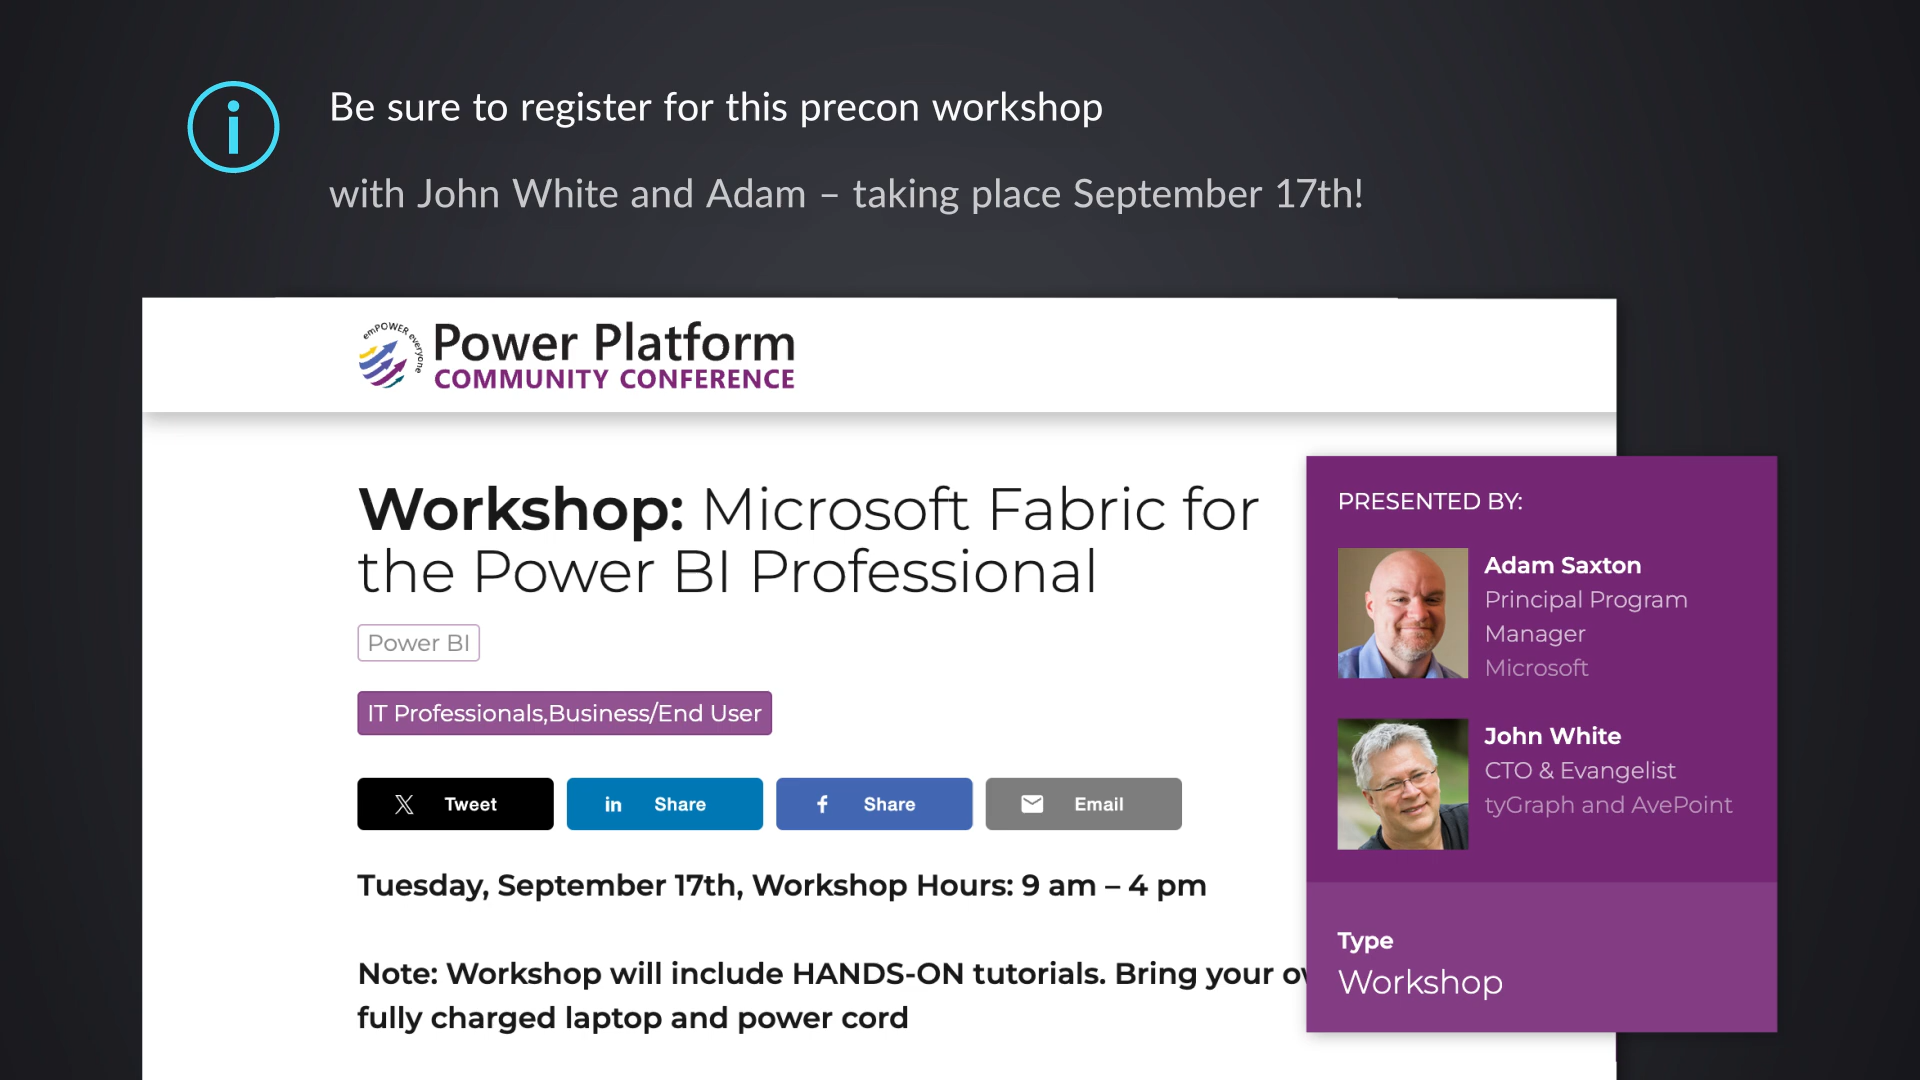 Be sure to register for this precon workshop
with John White and Adam – taking place September 17th!
emPOWER everyone
Power Platform
COMMUNITY CONFERENCE
Workshop: Microsoft Fabric for
the Power BI Professional
Power BI
IT Professionals,Business/End User
Tweet
in Share
f Share
Email
Tuesday, September 17th, Workshop Hours: 9 am – 4 pm
Note: Workshop will include HANDS-ON tutorials. Bring your
fully charged laptop and power cord
PRESENTED BY:
Adam Saxton
Principal Program
Manager
Microsoft
John White
CTO & Evangelist
tyGraph and AvePoint
Type
Workshop